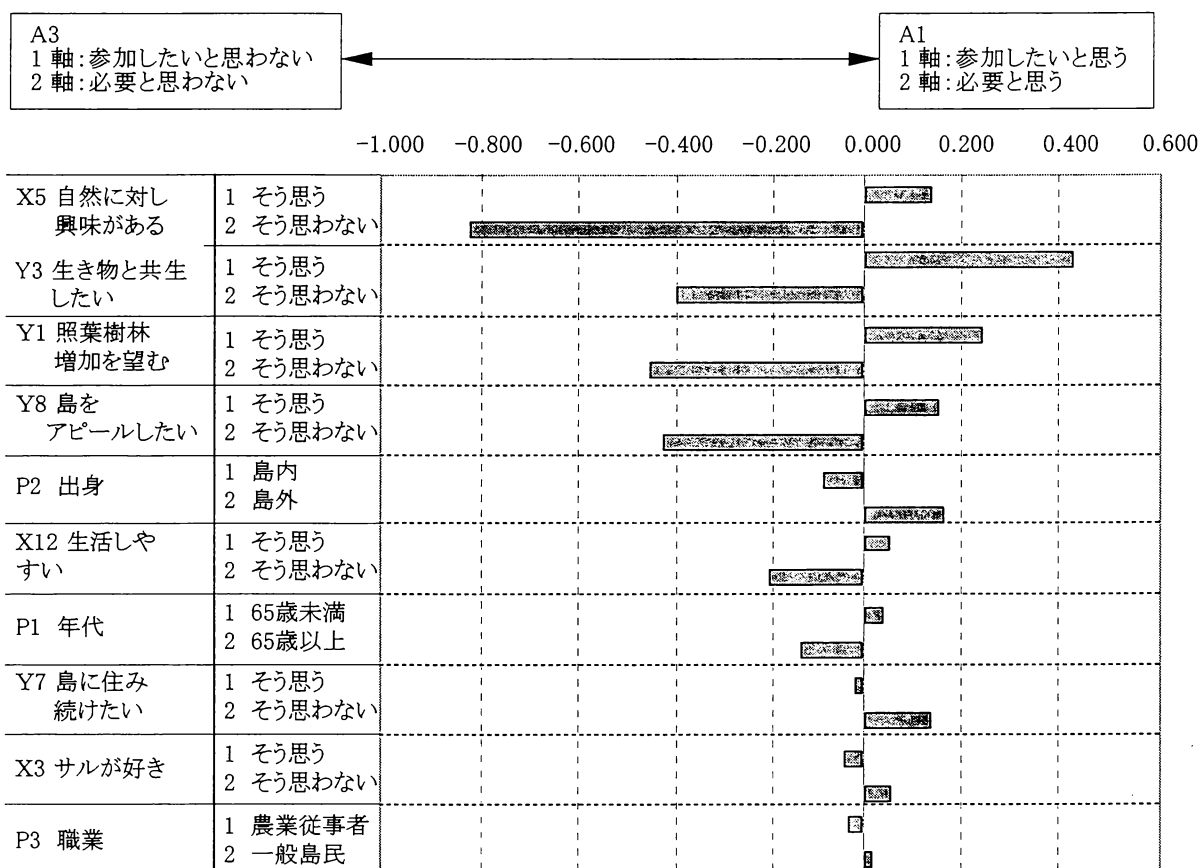 A3
1 軸:参加したいと思わない
2 軸:必要と思わない
A1
1 軸:参加したいと思う
2 軸:必要と思う
-1.000 -0.800 -0.600 -0.400 -0.200 0.000 0.200 0.400 0.600
X5 自然に対し
興味がある
1 そう思う
2 そう思わない
Y3 生き物と共生
したい
1 そう思う
2 そう思わない
Y1 照葉樹林
増加を望む
1 そう思う
2 そう思わない
Y8 島を
アピールしたい
1 そう思う
2 そう思わない
P2 出身
1 島内
2 島外
X12 生活しや
すい
1 そう思う
2 そう思わない
P1 年代
1 65歳未満
2 65歳以上
Y7 島に住み
続けたい
1 そう思う
2 そう思わない
X3 サルが好き
1 そう思う
2 そう思わない
P3 職業
1 農業従事者
2 一般島民